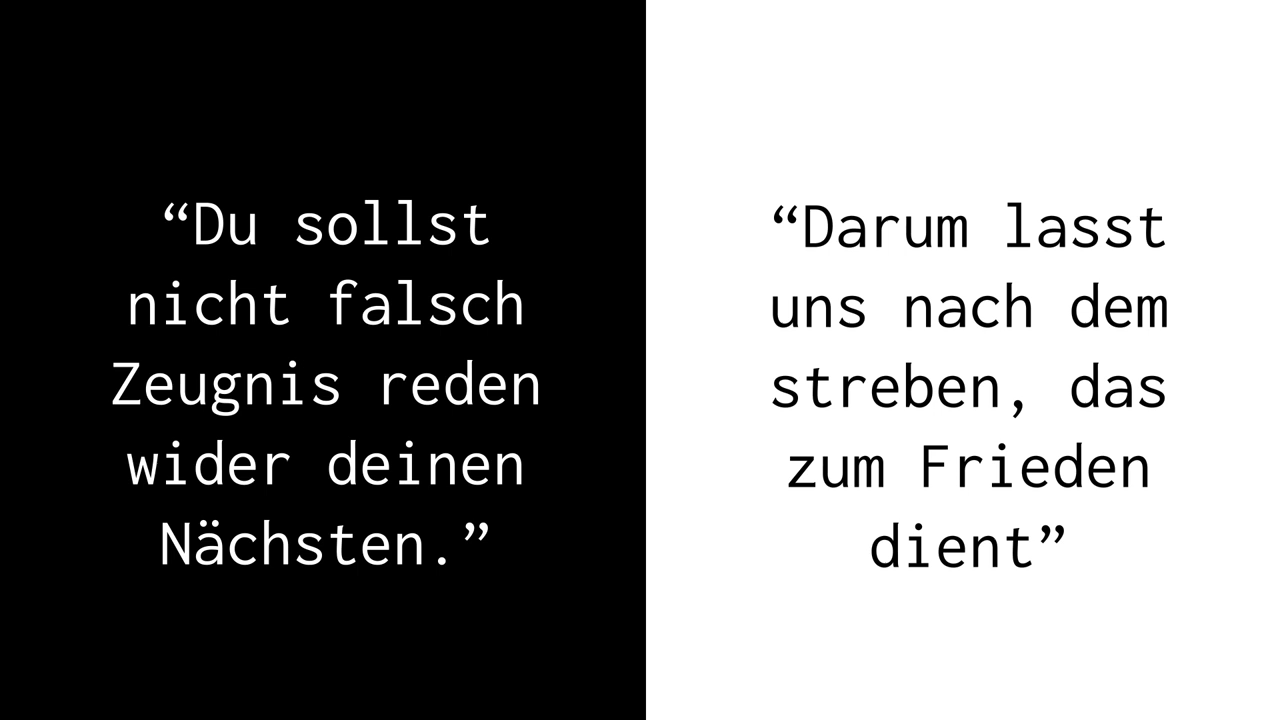 “Du sollst
nicht falsch
Zeugnis reden
wider deinen
Nächsten.”
“Darum lasst
uns nach dem
streben, das
zum Frieden
dient”